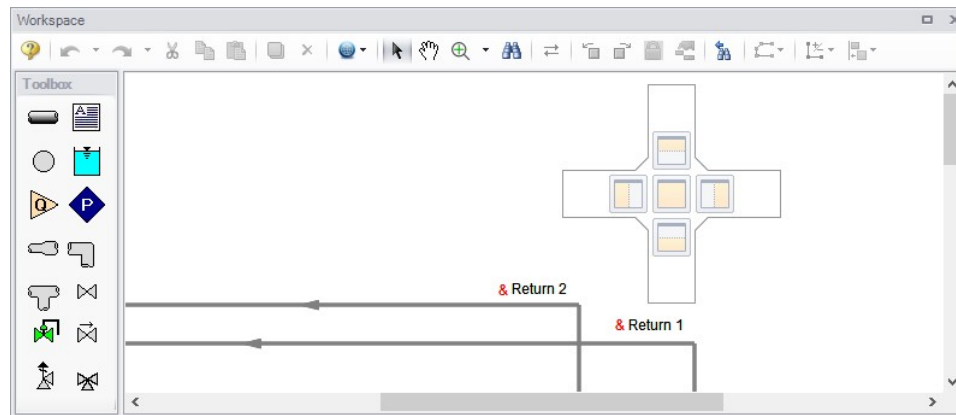 Workspace
Toolbox
A
Q
P
& Return 2
& Return 1